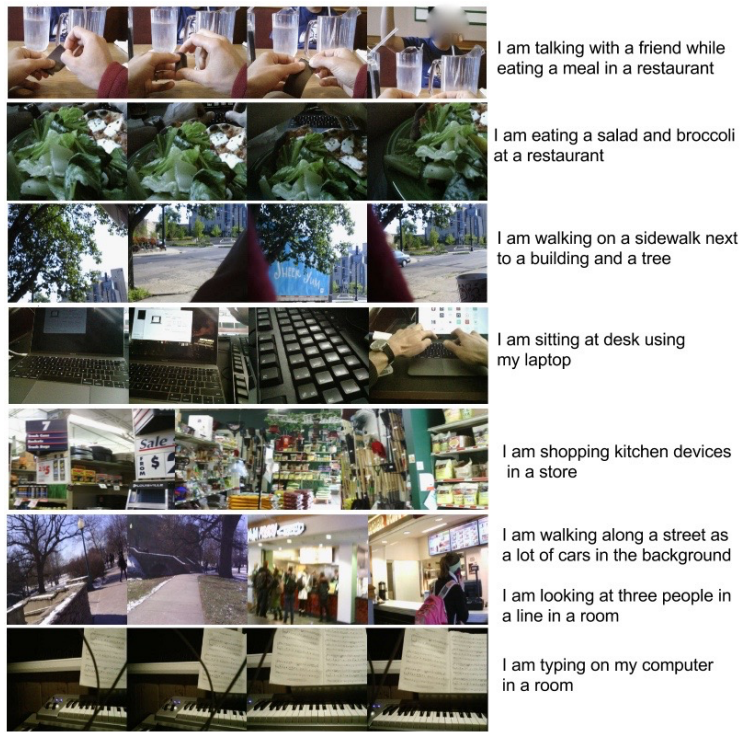 I am talking with a friend while
eating a meal in a restaurant
I am eating a salad and broccoli
at a restaurant
I am walking on a sidewalk next
to a building and a tree
I am sitting at desk using
my laptop
7
Sale
FROM
$
I am shopping kitchen devices
in a store
I am walking along a street as
a lot of cars in the background
I am looking at three people in
a line in a room
I am typing on my computer
in a room